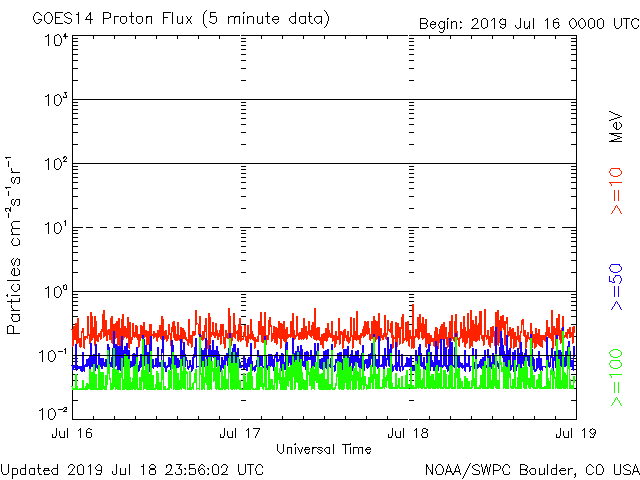 GOES14 Proton Flux (5 minute data)
Begin: 2019 Jul 16 0000 UTC
10⁴
10³
10²
10¹
10⁰
10⁻¹
10⁻²
Particles cm⁻²s⁻¹sr⁻¹
MeV
>=10
>=50
>=100
Jul 16
Jul 17
Jul 18
Jul 19
Universal Time
Updated 2019 Jul 18 23:56:02 UTC
NOAA/SWPC Boulder, CO USA